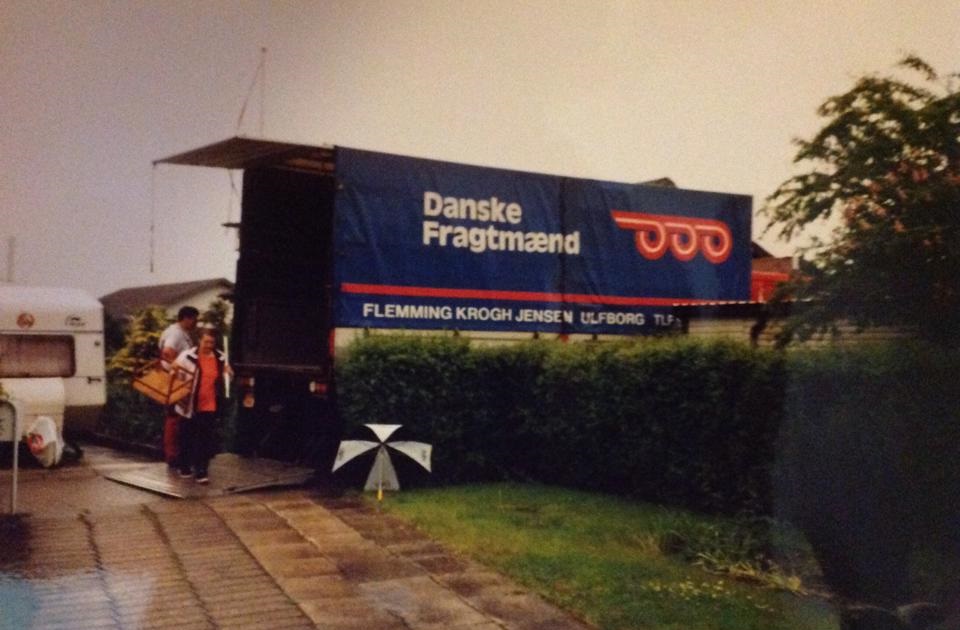 Danske
Fragtmænd
FLEMMING KROGH JENSEN ULFBORG TLF